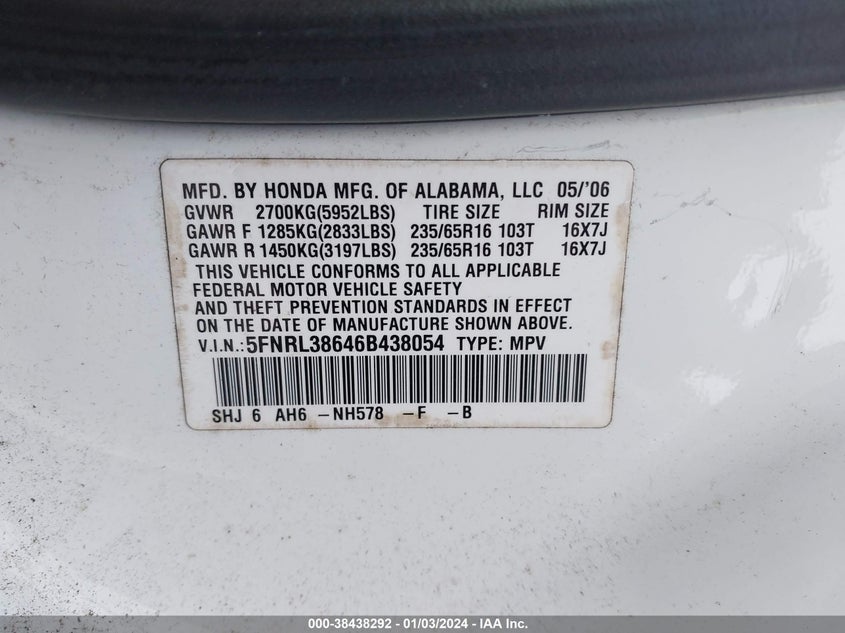 MFD. BY HONDA MFG. OF ALABAMA, LLC 05/'06
GVWR 2700KG(5952LBS) TIRE SIZE RIM SIZE
GAWR F 1285KG(2833LBS) 235/65R16 103T 16X7J
GAWR R 1450KG(3197LBS) 235/65R16 103T 16X7J
THIS VEHICLE CONFORMS TO ALL APPLICABLE
FEDERAL MOTOR VEHICLE SAFETY
AND THEFT PREVENTION STANDARDS IN EFFECT
ON THE DATE OF MANUFACTURE SHOWN ABOVE.
V.I.N.:5FNRL38646B438054 TYPE: MPV
SHJ 6 AH6 -NH578 -F -B
000-38438292 - 01/03/2024 - IAA Inc.